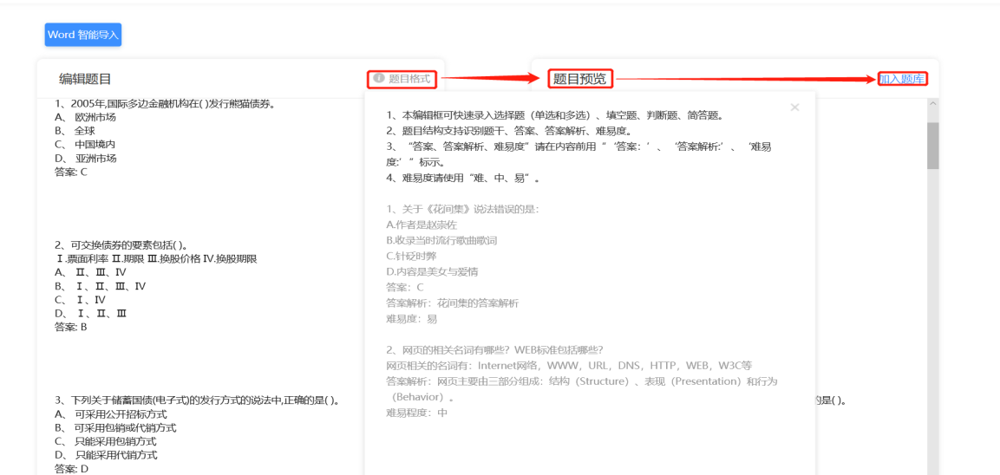 Word 智能导入
编辑题目
题目格式
题目预览
加入题库
1、2005年,国际多边金融机构在( )发行熊猫债券。
A、 欧洲市场
B、 全球
C、 中国境内
D、 亚洲市场
答案: C
2、可交换债券的要素包括( )。
Ⅰ.票面利率 Ⅱ.期限 Ⅲ.换股价格 Ⅳ.换股期限
A、 Ⅱ、Ⅲ、Ⅳ
B、 Ⅰ、Ⅱ、Ⅲ、Ⅳ
C、 Ⅰ、Ⅳ
D、 Ⅰ、Ⅱ、Ⅲ
答案: B
3、下列关于储蓄国债(电子式)的发行方式的说法中,正确的是( )。
A、 可采用公开招标方式
B、 可采用包销或代销方式
C、 只能采用包销方式
D、 只能采用代销方式
答案: D
1、本编辑框可快速录入选择题（单选和多选）、填空题、判断题、简答题。
2、题目结构支持识别题干、答案、答案解析、难易度。
3、“答案、答案解析、难易度”请在内容前用“ ‘答案：’ 、 ‘答案解析:’ 、 ‘难易
度:’ ”标示。
4、难易度请使用“难、中、易”。
1、关于《花间集》说法错误的是：
A.作者是赵崇佐
B.收录当时流行歌曲歌词
C.针砭时弊
D.内容是美女与爱情
答案：C
答案解析：花间集的答案解析
难易度：易
2、网页的相关名词有哪些？WEB标准包括哪些？
网页相关的名词有：Internet网络，WWW，URL，DNS，HTTP，WEB，W3C等
答案解析：网页主要由三部分组成：结构（Structure）、表现（Presentation）和行为
（Behavior）。
难易程度：中
的是( )。